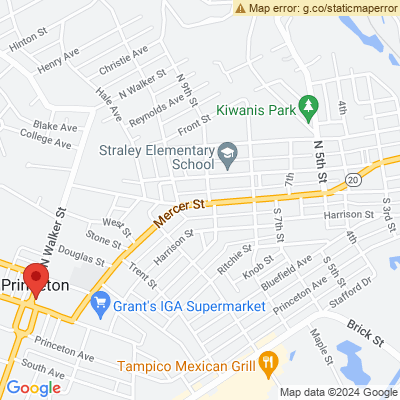 Map error: g.co/staticmaperror
Hinton St
Christie Ave
Henry Ave
N Walker St
N 9th St
Hale Ave
Reynolds Ave
Kiwanis Park
4th
Front St
Blake Ave
College Ave
N 5th St
Straley Elementary
School
7th
20
Mercer St
S 3rd St
N Walker St
West
Stone St
Harrison St
S 7th St
4th
Harrison St
Douglas St
Ritchie St
Knob St
Bluefield Ave
S 5th St
Trent St
Princeton
Princeton Ave
Stafford Dr
Grant's IGA Supermarket
Brick St
Maple St
Princeton Ave
South Ave
Tampico Mexican Grill
Google
Map data ©2024 Google